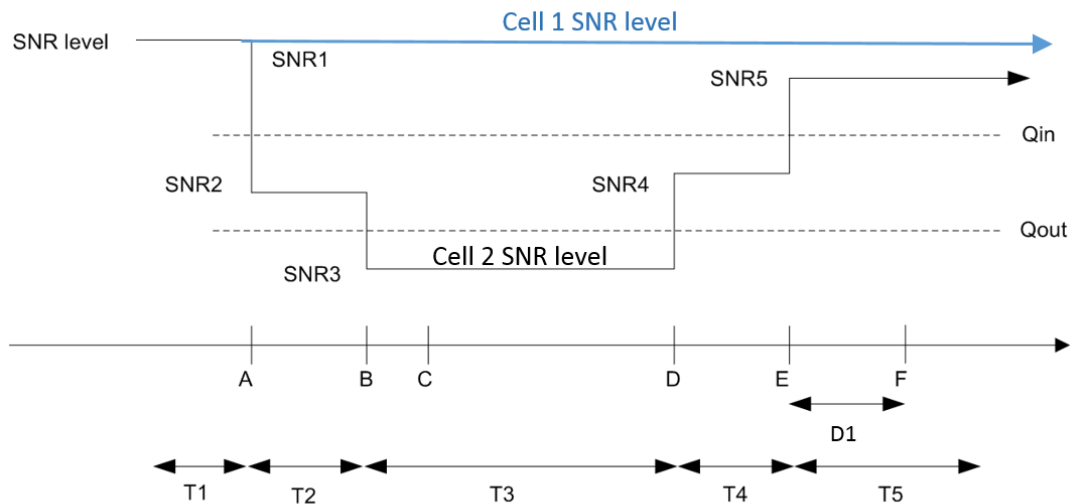 Cell 1 SNR level
SNR level
SNR1
SNR5
Qin
SNR2
SNR4
Qout
SNR3
Cell 2 SNR level
A B C D E F
D1
T1 T2 T3 T4 T5